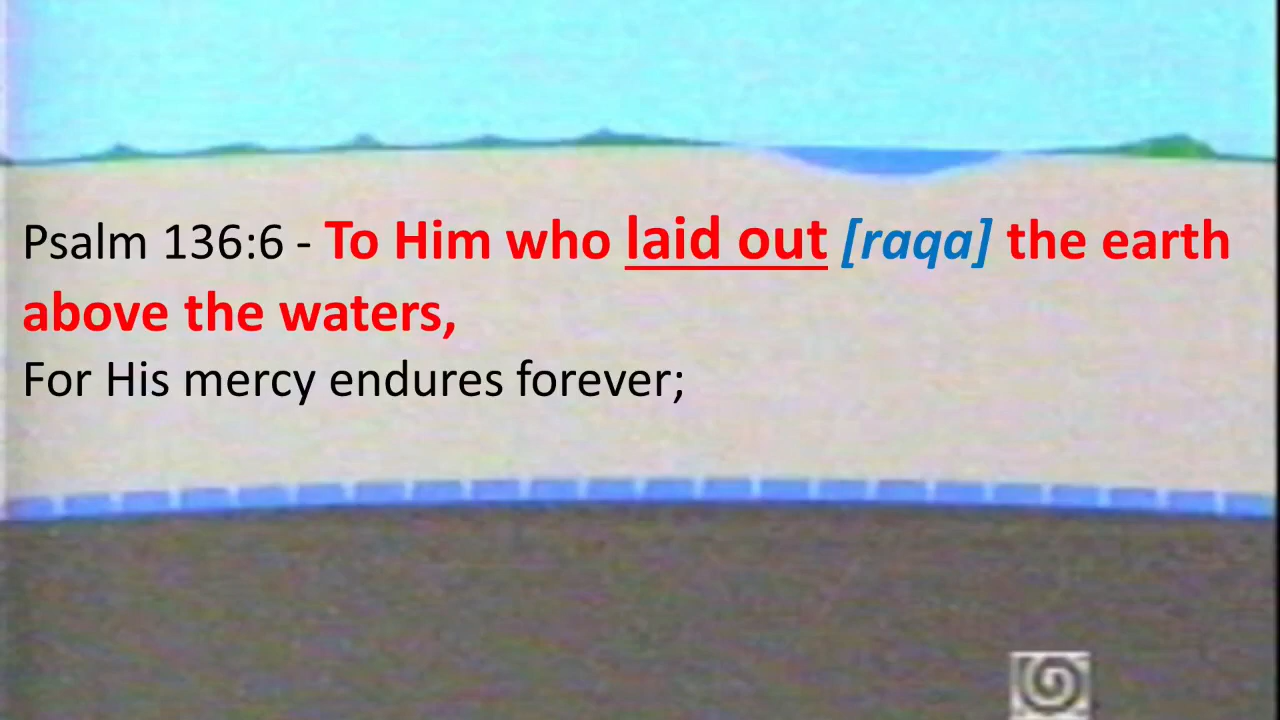 Psalm 136:6 - To Him who laid out [raqa] the earth
above the waters,
For His mercy endures forever;